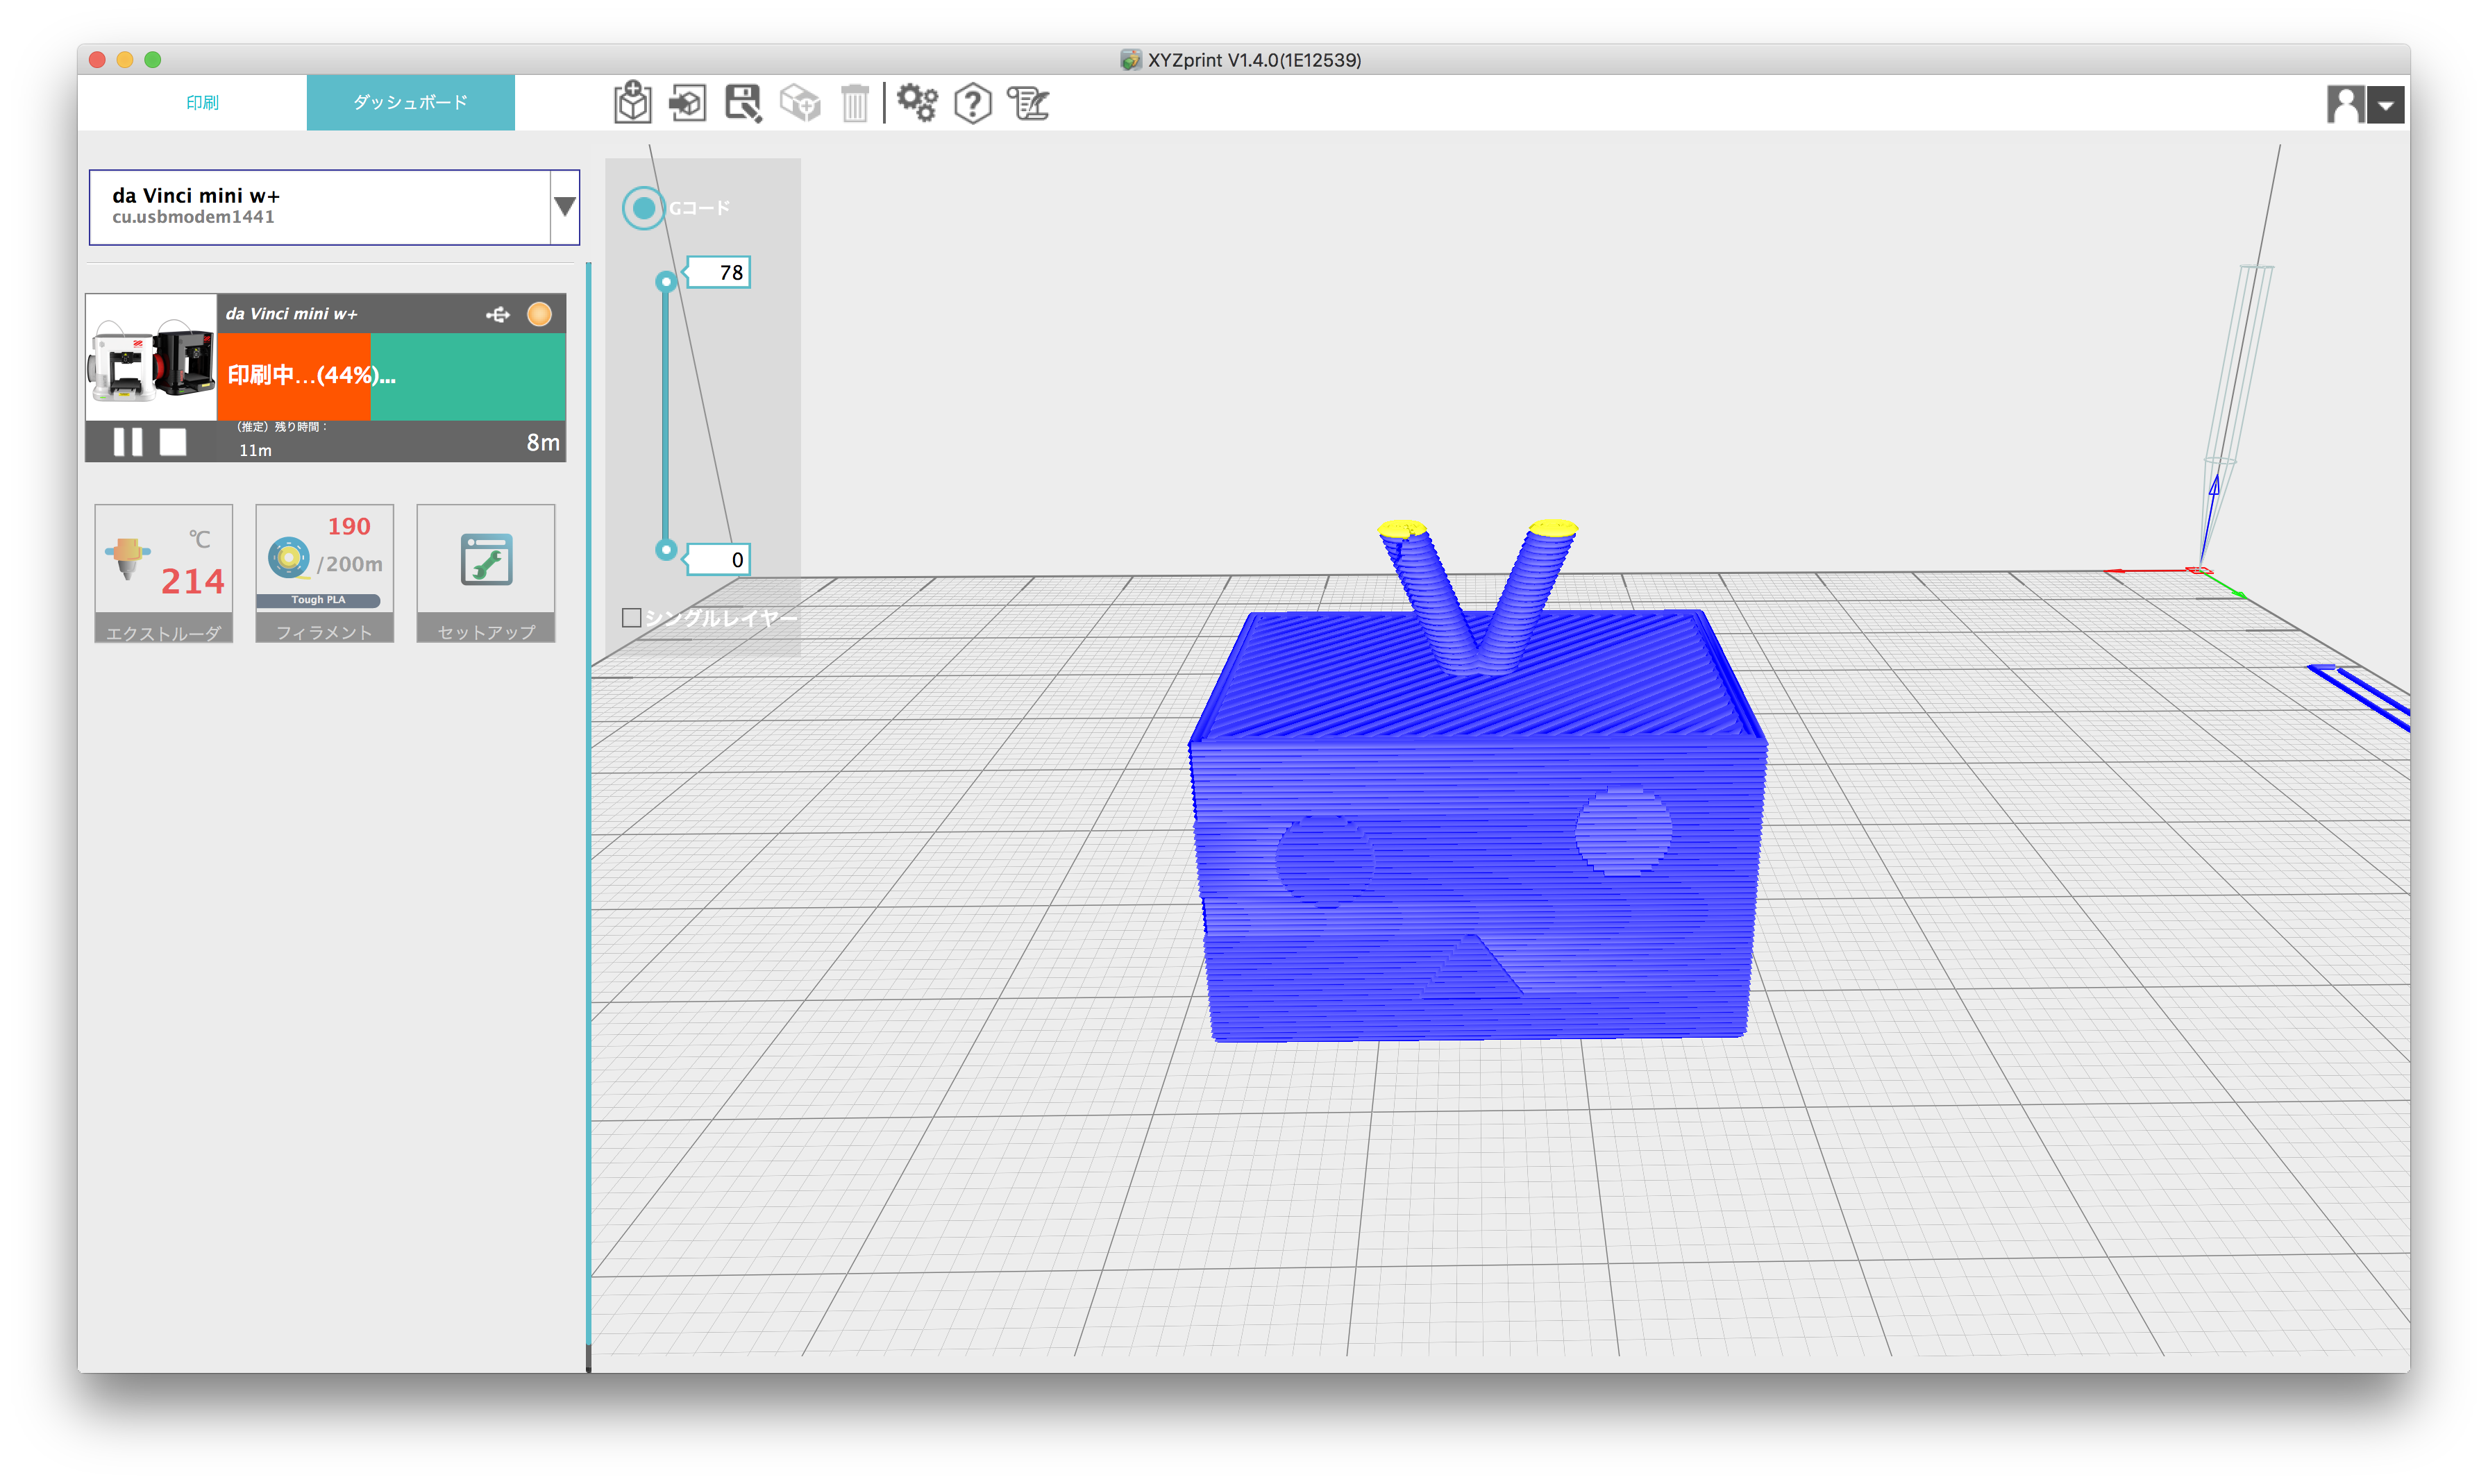 XYZprint V1.4.0(1E12539)
印刷
ダッシュボード
da Vinci mini w+
cu.usbmodem1441
da Vinci mini w+
印刷中...(44%)...
(推定) 残り時間：
11m
8m
℃
214
エクストルーダ
190
/200m
Tough PLA
フィラメント
セットアップ
Gコード
78
0
シングルレイヤー